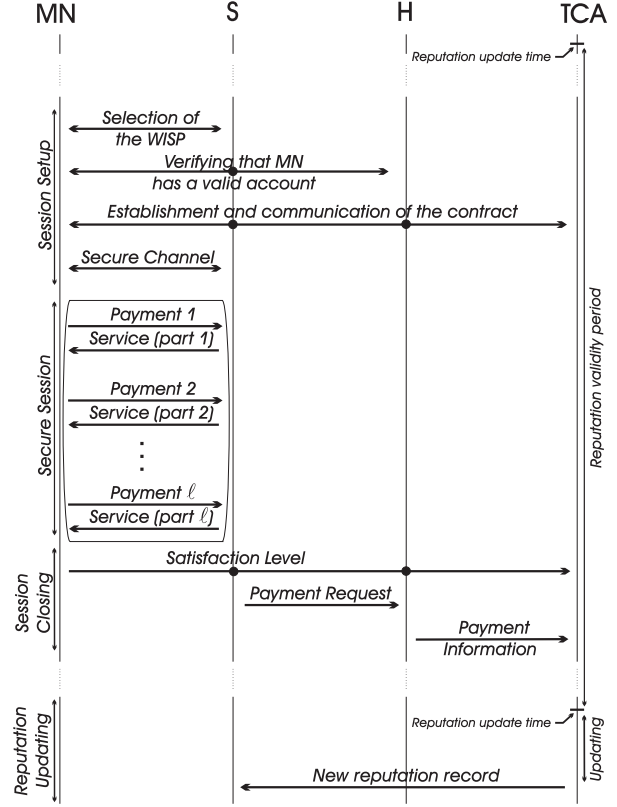 MN S H TCA
Reputation update time
Selection of
the WISP
Verifying that MN
has a valid account
Establishment and communication of the contract
Secure Channel
Session Setup
Payment 1
Service (part 1)
Payment 2
Service (part 2)
⋮
Payment ℓ
Service (part ℓ)
Secure Session
Reputation validity period
Satisfaction Level
Payment Request
Payment
Information
Session
Closing
Reputation update time
New reputation record
Reputation
Updating
Updating